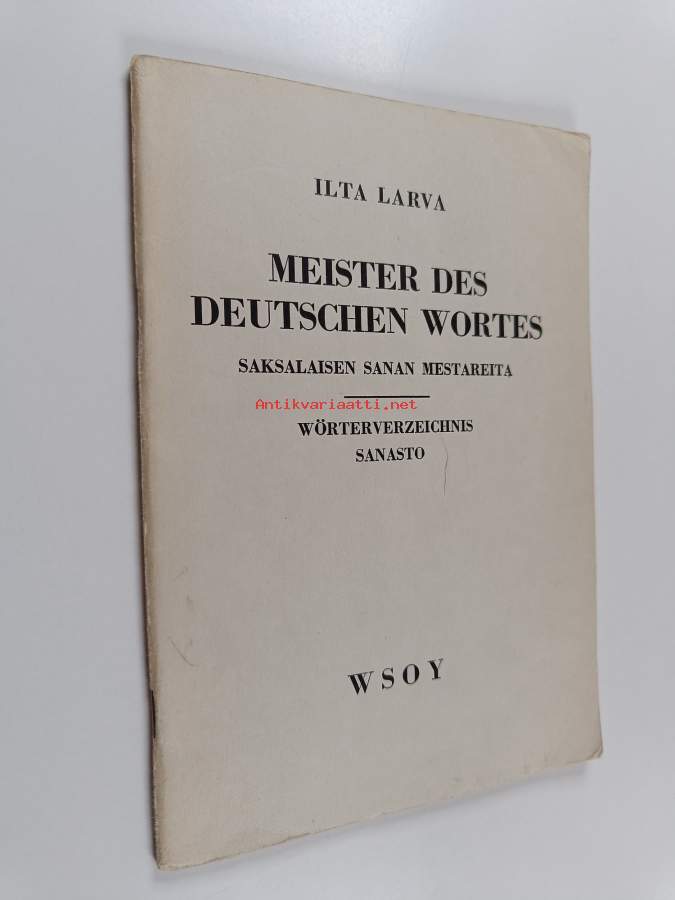 ILTA LARVA
MEISTER DES
DEUTSCHEN WORTES
SAKSALAISEN SANAN MESTAREITA
Antikvariaatti.net
WÖRTERVERZEICHNIS
SANASTO
WSOY